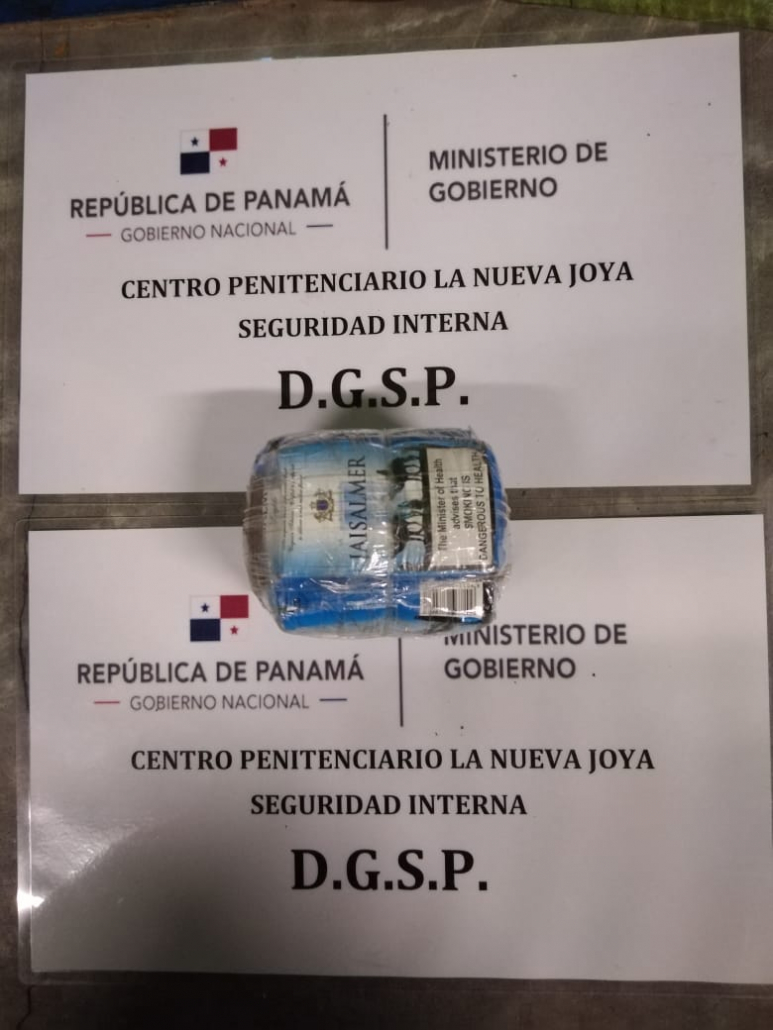 REPÚBLICA DE PANAMÁ
GOBIERNO NACIONAL
MINISTERIO DE
GOBIERNO
CENTRO PENITENCIARIO LA NUEVA JOYA
SEGURIDAD INTERNA
D.G.S.P.
JAISALMER
The Minister of Health
advises that
SMOKING IS
DANGEROUS TO HEALTH
REPÚBLICA DE PANAMÁ
GOBIERNO NACIONAL
MINISTERIO DE
GOBIERNO
CENTRO PENITENCIARIO LA NUEVA JOYA
SEGURIDAD INTERNA
D.G.S.P.